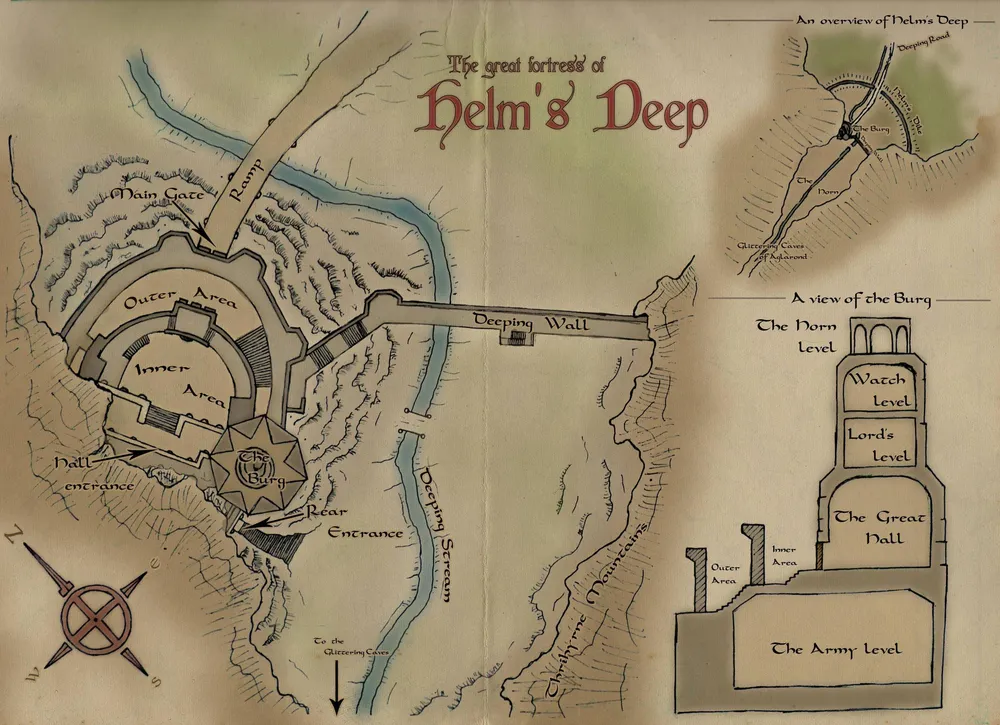 The great fortress of
Helm's Deep
Main Gate
Ramp
Outer Area
Inner
Area
Deeping Wall
Hall
entrance
The
Burg
Rear
Entrance
Deeping Stream
Thrihyrne Mountains
To the
Glittering Caves
N
e
W
S
An overview of Helm's Deep
Deeping Road
Helm's Dike
The Burg
The
Horn
Glittering Caves
of Aglarond
A view of the Burg
The Horn
level
Watch
level
Lord's
level
The Great
Hall
Inner
Area
Outer
Area
The Army level